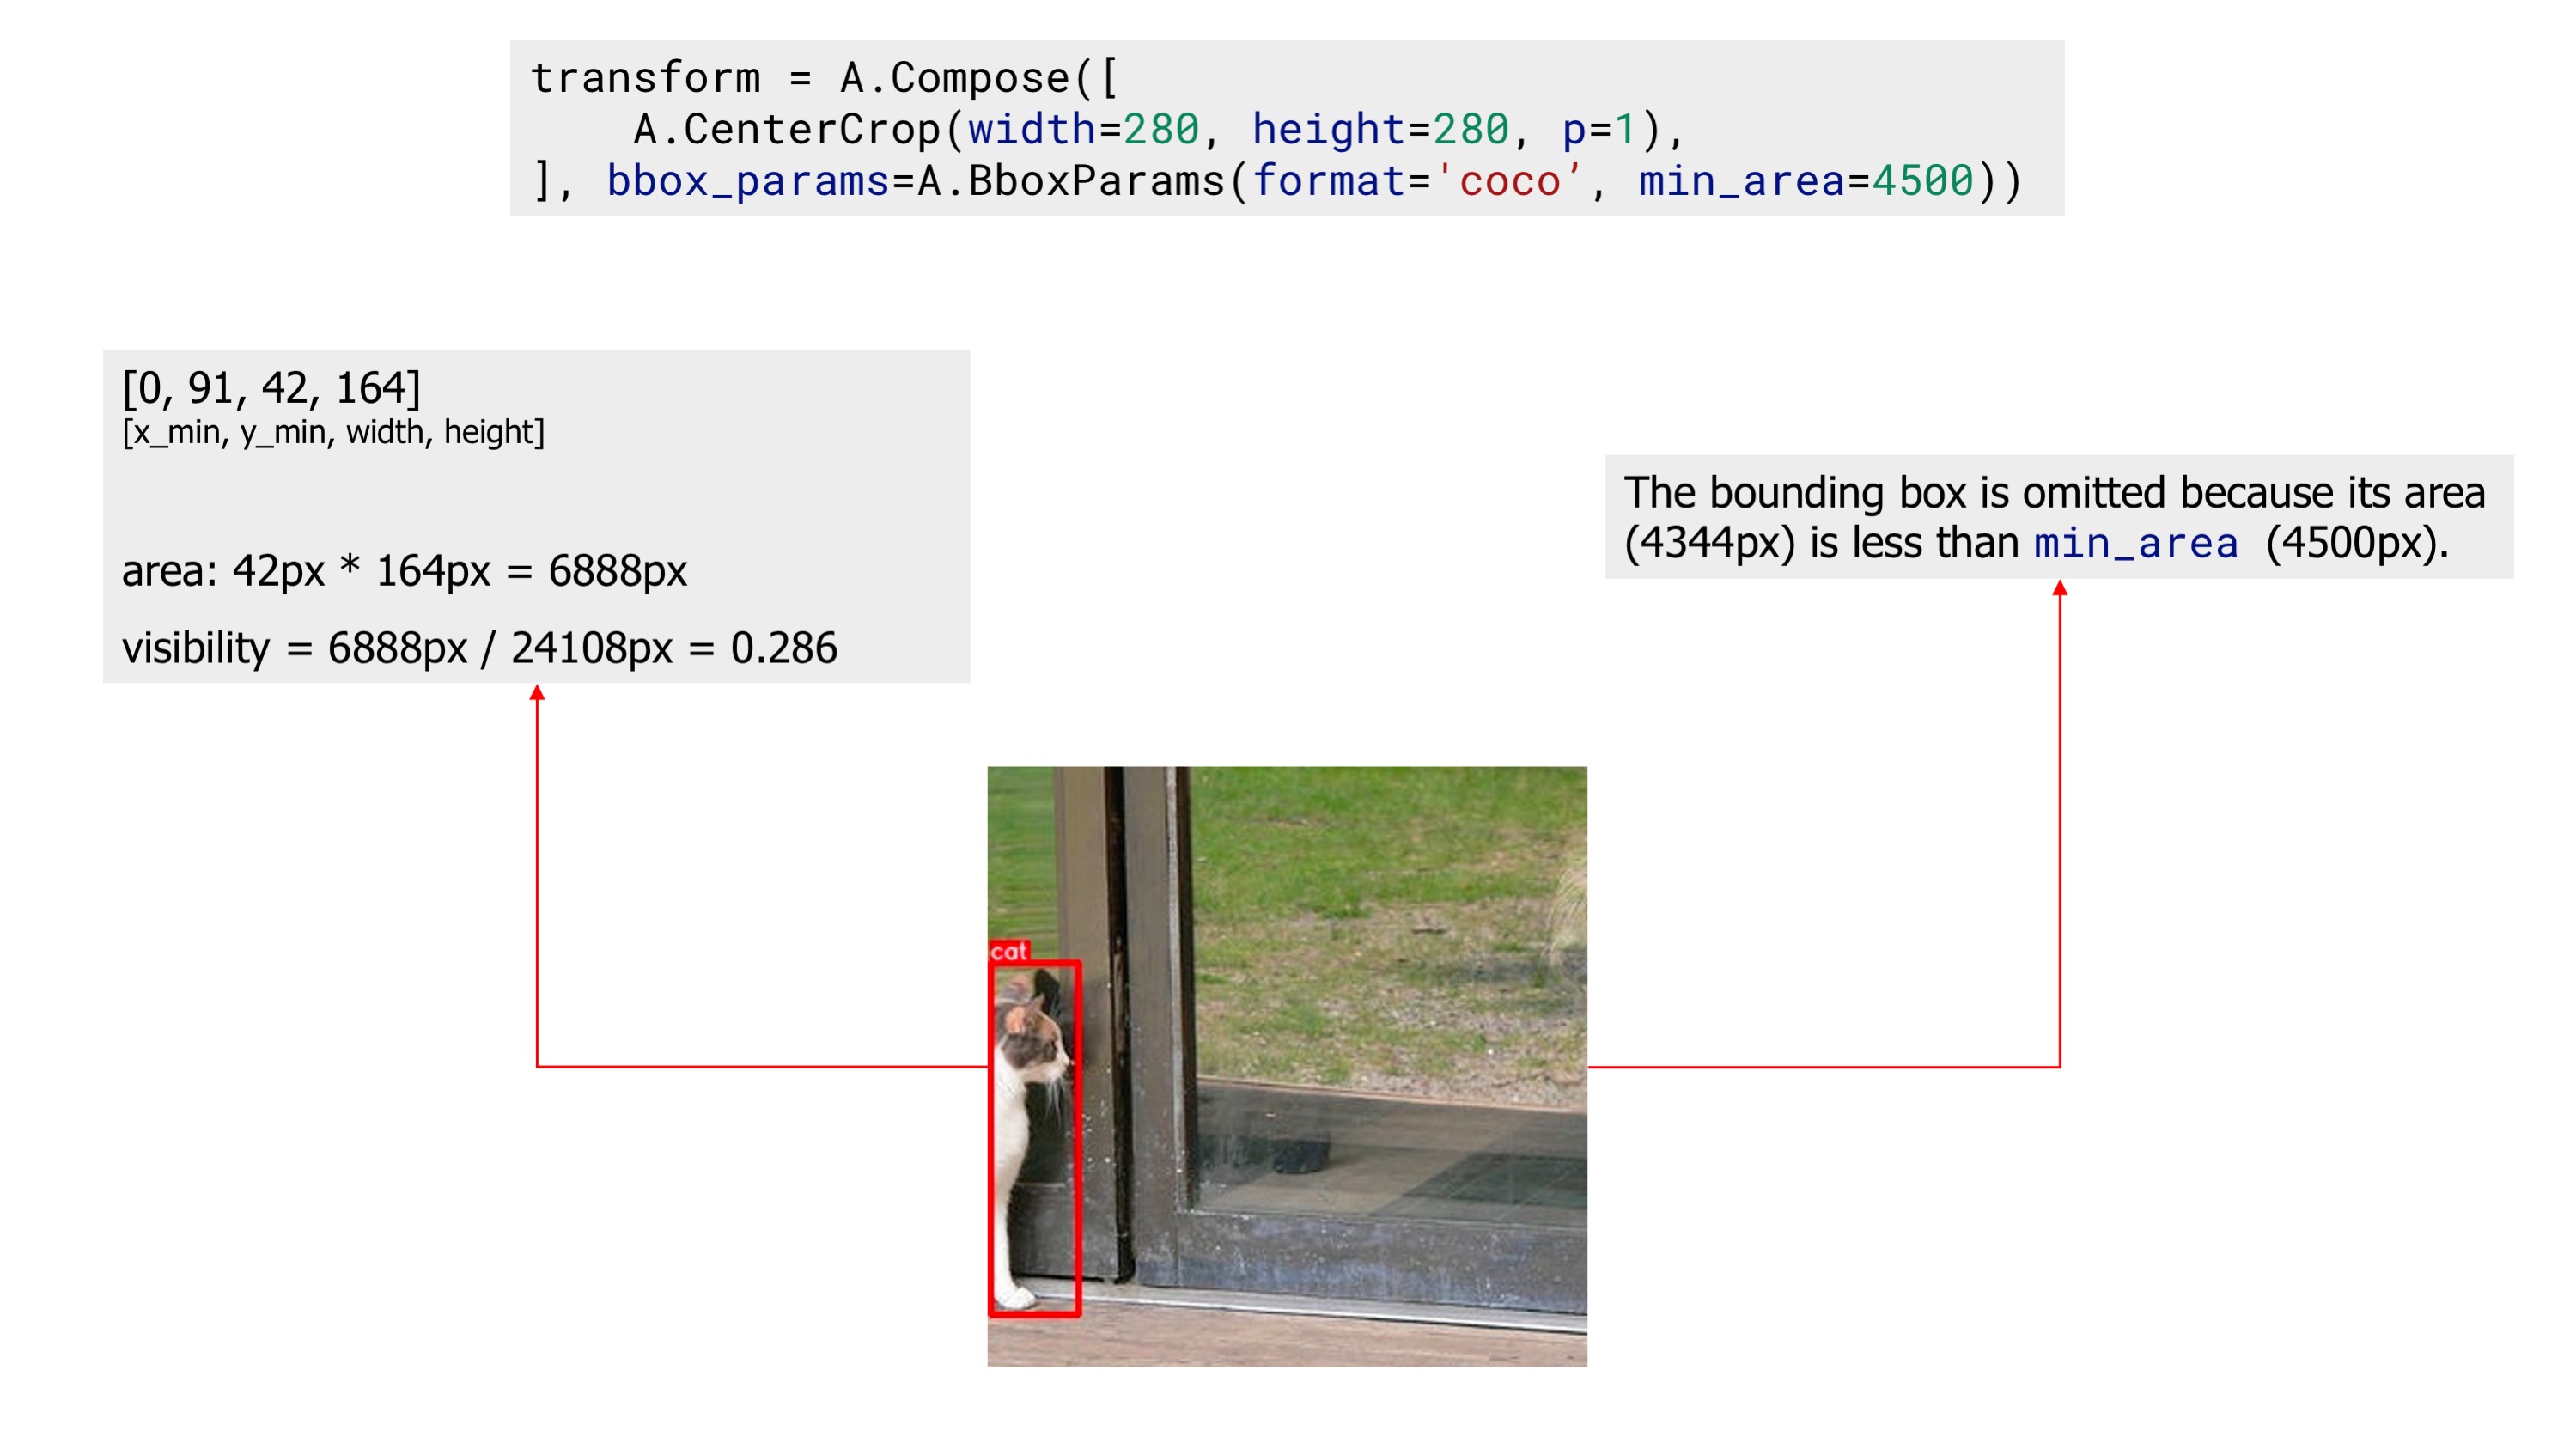 transform = A.Compose([
    A.CenterCrop(width=280, height=280, p=1),
], bbox_params=A.BboxParams(format='coco’, min_area=4500))
[0, 91, 42, 164]
[x_min, y_min, width, height]
area: 42px * 164px = 6888px
visibility = 6888px / 24108px = 0.286
The bounding box is omitted because its area
(4344px) is less than min_area (4500px).
cat